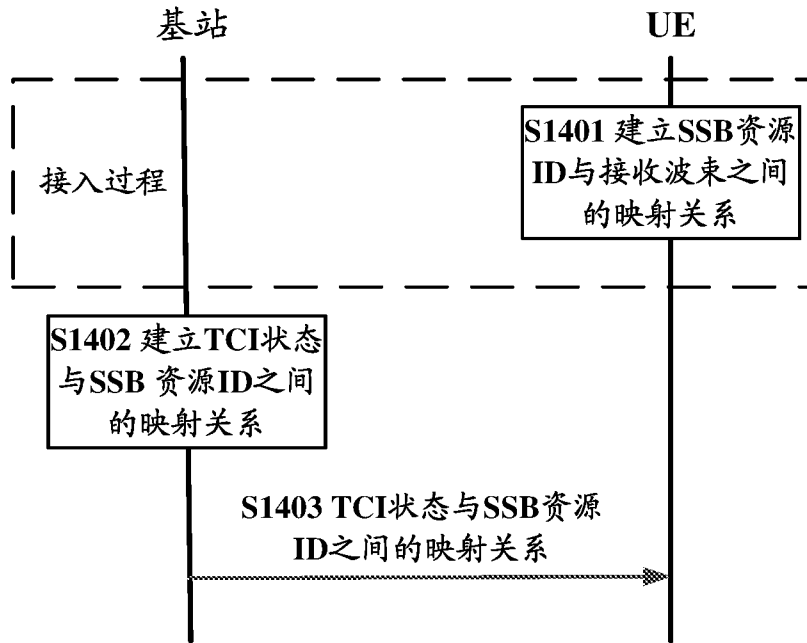 基站
UE
S1401 建立SSB资源
ID与接收波束之间
的映射关系
接入过程
S1402 建立TCI状态
与SSB 资源ID之间
的映射关系
S1403 TCI状态与SSB资源
ID之间的映射关系